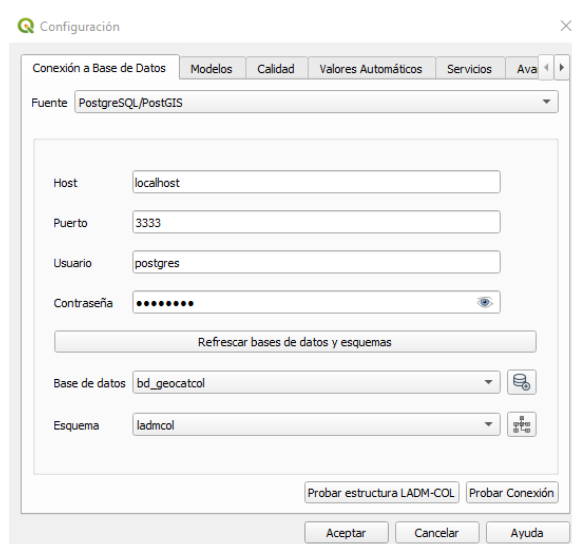 Configuración
Conexión a Base de Datos Modelos Calidad Valores Automáticos Servicios Ava
Fuente PostgreSQL/PostGIS
Host localhost
Puerto 3333
Usuario postgres
Contraseña ••••••••
Refrescar bases de datos y esquemas
Base de datos bd_geocatcol
Esquema ladmcol
Probar estructura LADM-COL Probar Conexión
Aceptar Cancelar Ayuda